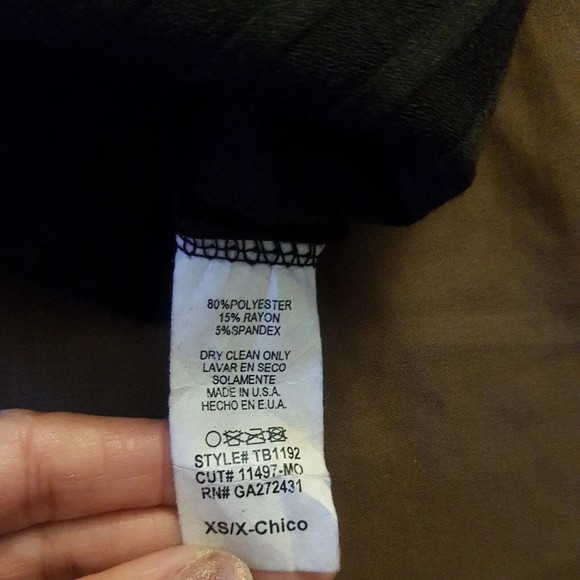 80%POLYESTER
15% RAYON
5%SPANDEX
DRY CLEAN ONLY
LAVAR EN SECO
SOLAMENTE
MADE IN U.S.A.
HECHO EN E.U.A.
STYLE# TB1192
CUT# 11497-MO
RN# GA272431
XS/X-Chico